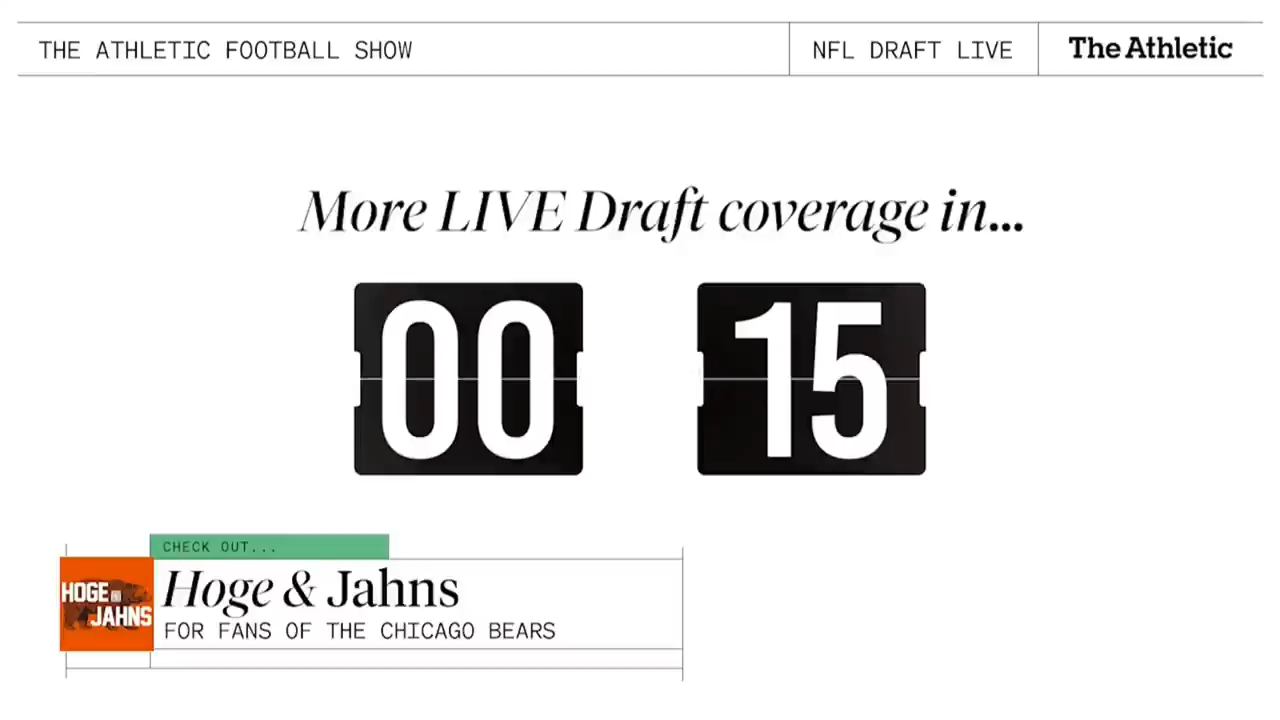 THE ATHLETIC FOOTBALL SHOW
NFL DRAFT LIVE
The Athletic
More LIVE Draft coverage in...
00 15
CHECK OUT...
HOGE
JAHNS
Hoge & Jahns
FOR FANS OF THE CHICAGO BEARS